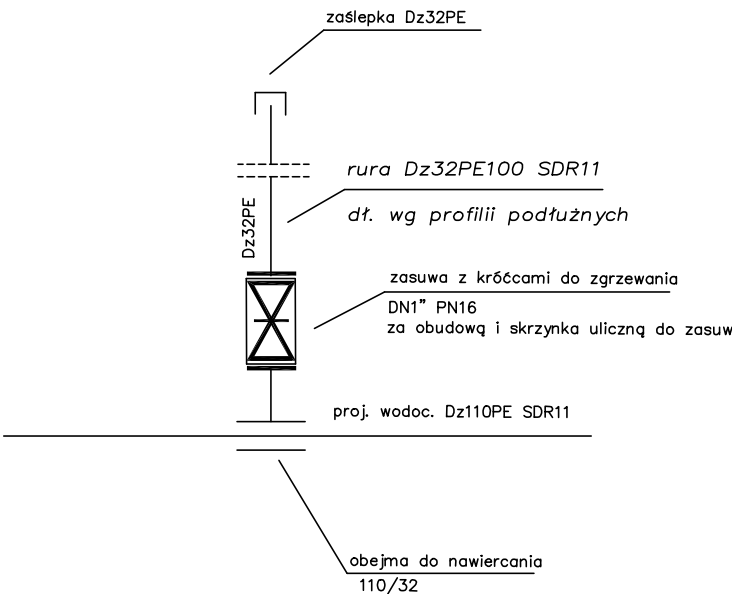 zaślepka Dz32PE
rura Dz32PE100 SDR11
dł. wg profilii podłużnych
Dz32PE
zasuwa z króćcami do zgrzewania
DN1" PN16
za obudową i skrzynka uliczną do zasuw
proj. wodoc. Dz110PE SDR11
obejma do nawiercania
110/32